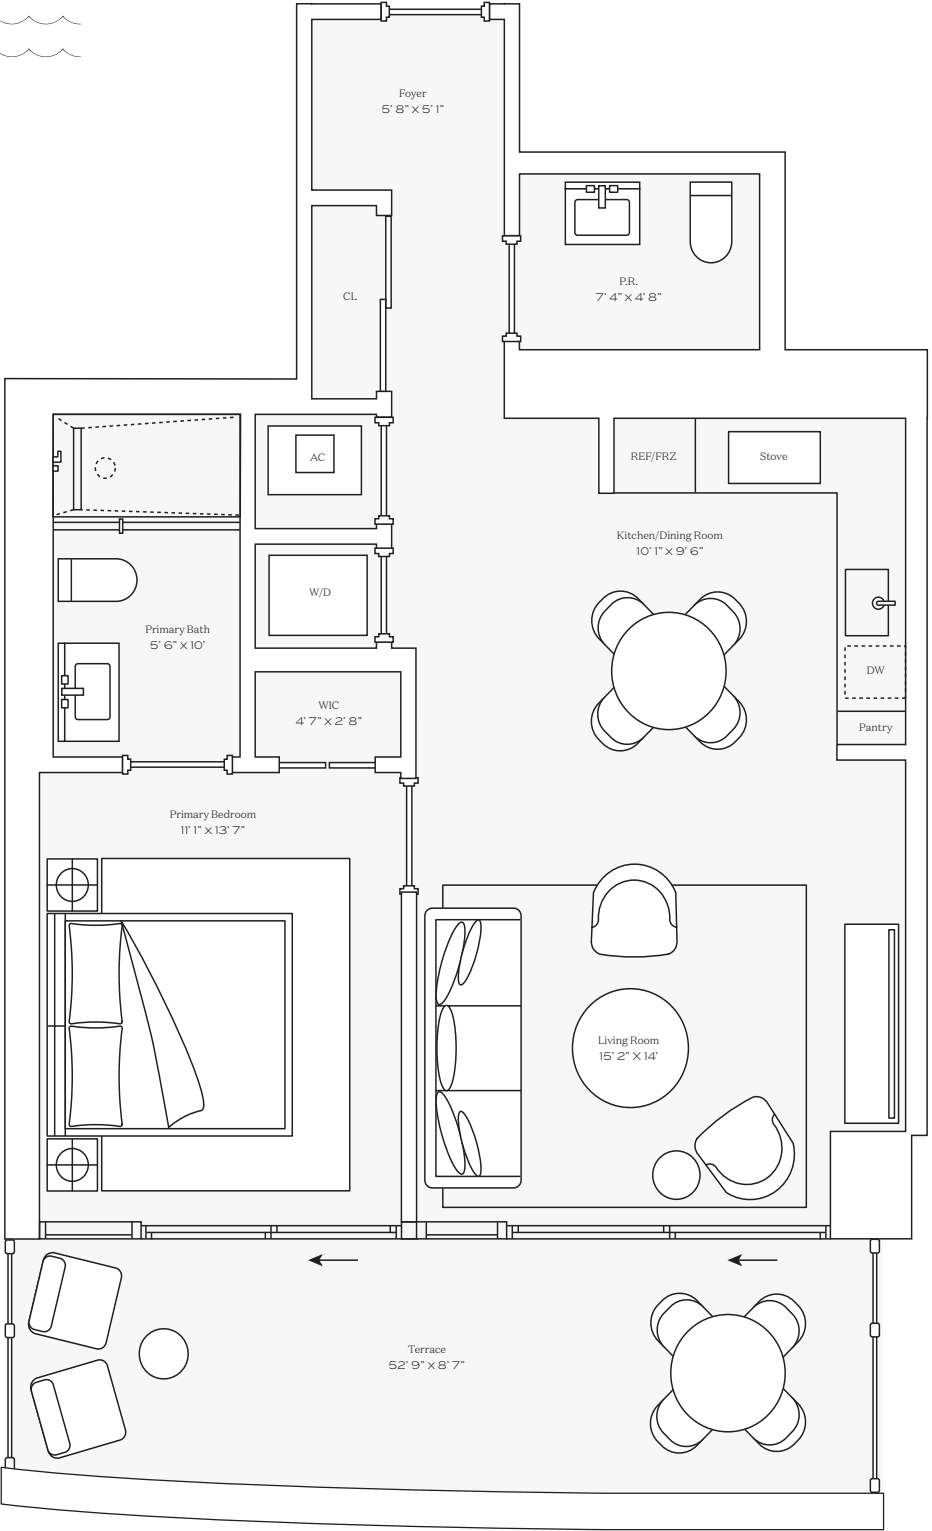 Foyer
5' 8" X 5' 1"
P.R.
7' 4" X 4' 8"
CL
AC
REF/FRZ
Stove
Kitchen/Dining Room
10' 1" X 9' 6"
W/D
Primary Bath
5' 6" X 10'
DW
WIC
4' 7" X 2' 8"
Pantry
Primary Bedroom
11' 1" X 13' 7"
Living Room
15' 2" X 14'
Terrace
52' 9" X 8' 7"